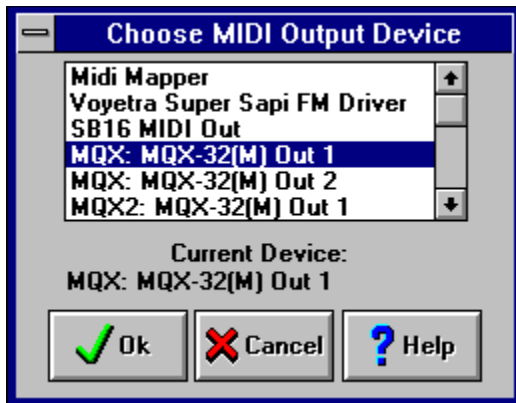 Choose MIDI Output Device
Midi Mapper
Voyetra Super Sapi FM Driver
SB16 MIDI Out
MQX: MQX-32(M) Out 1
MQX: MQX-32(M) Out 2
MQX2: MQX-32(M) Out 1
Current Device:
MQX: MQX-32(M) Out 1
Ok Cancel Help